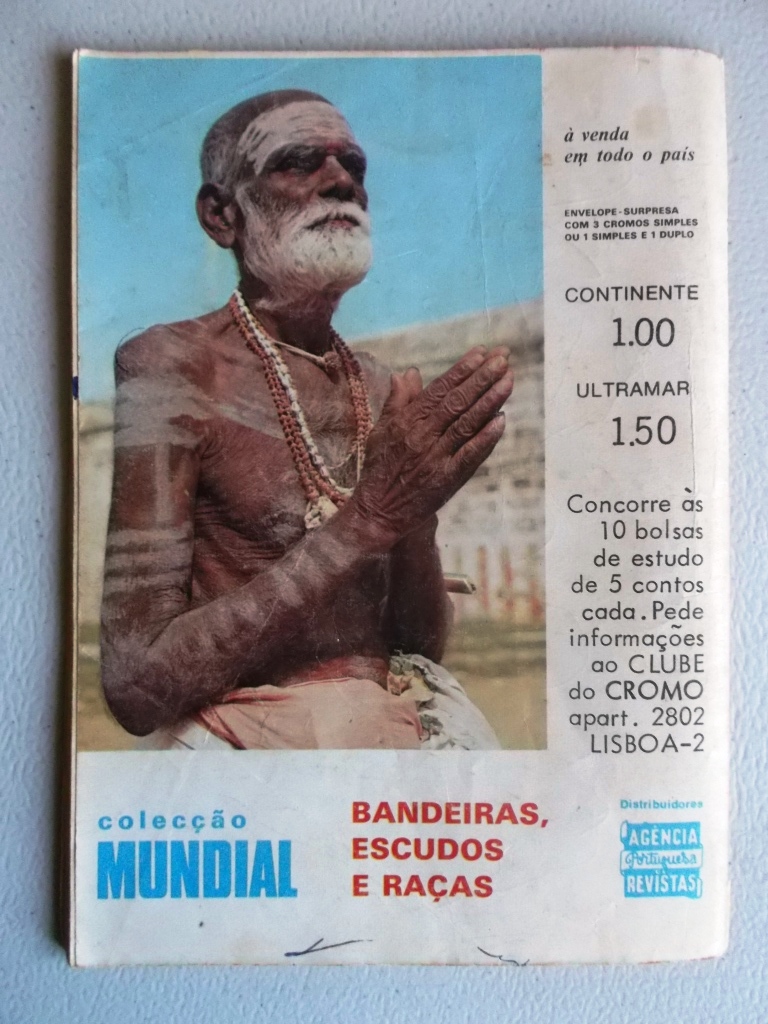 à venda
em todo o país
ENVELOPE-SURPRESA
COM 3 CROMOS SIMPLES
OU 1 SIMPLES E 1 DUPLO
CONTINENTE
1.00
ULTRAMAR
1.50
Concorre às
10 bolsas
de estudo
de 5 contos
cada. Pede
informações
ao CLUBE
do CROMO
apart. 2802
LISBOA-2
colecção
MUNDIAL
BANDEIRAS,
ESCUDOS
E RAÇAS
Distribuidores
AGÊNCIA
Portuguesa
REVISTAS